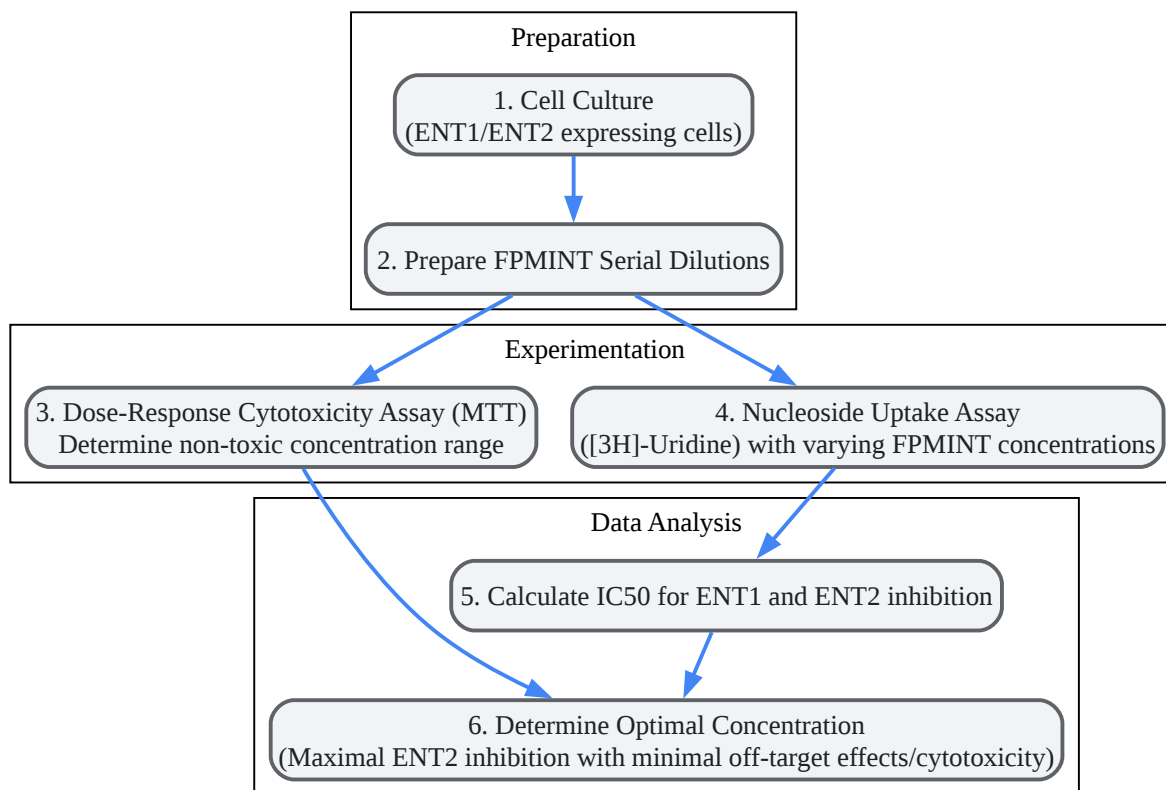 Preparation
1. Cell Culture
(ENT1/ENT2 expressing cells)
2. Prepare FPMINT Serial Dilutions
Experimentation
3. Dose-Response Cytotoxicity Assay (MTT)
Determine non-toxic concentration range
4. Nucleoside Uptake Assay
([3H]-Uridine) with varying FPMINT concentrations
Data Analysis
5. Calculate IC50 for ENT1 and ENT2 inhibition
6. Determine Optimal Concentration
(Maximal ENT2 inhibition with minimal off-target effects/cytotoxicity)